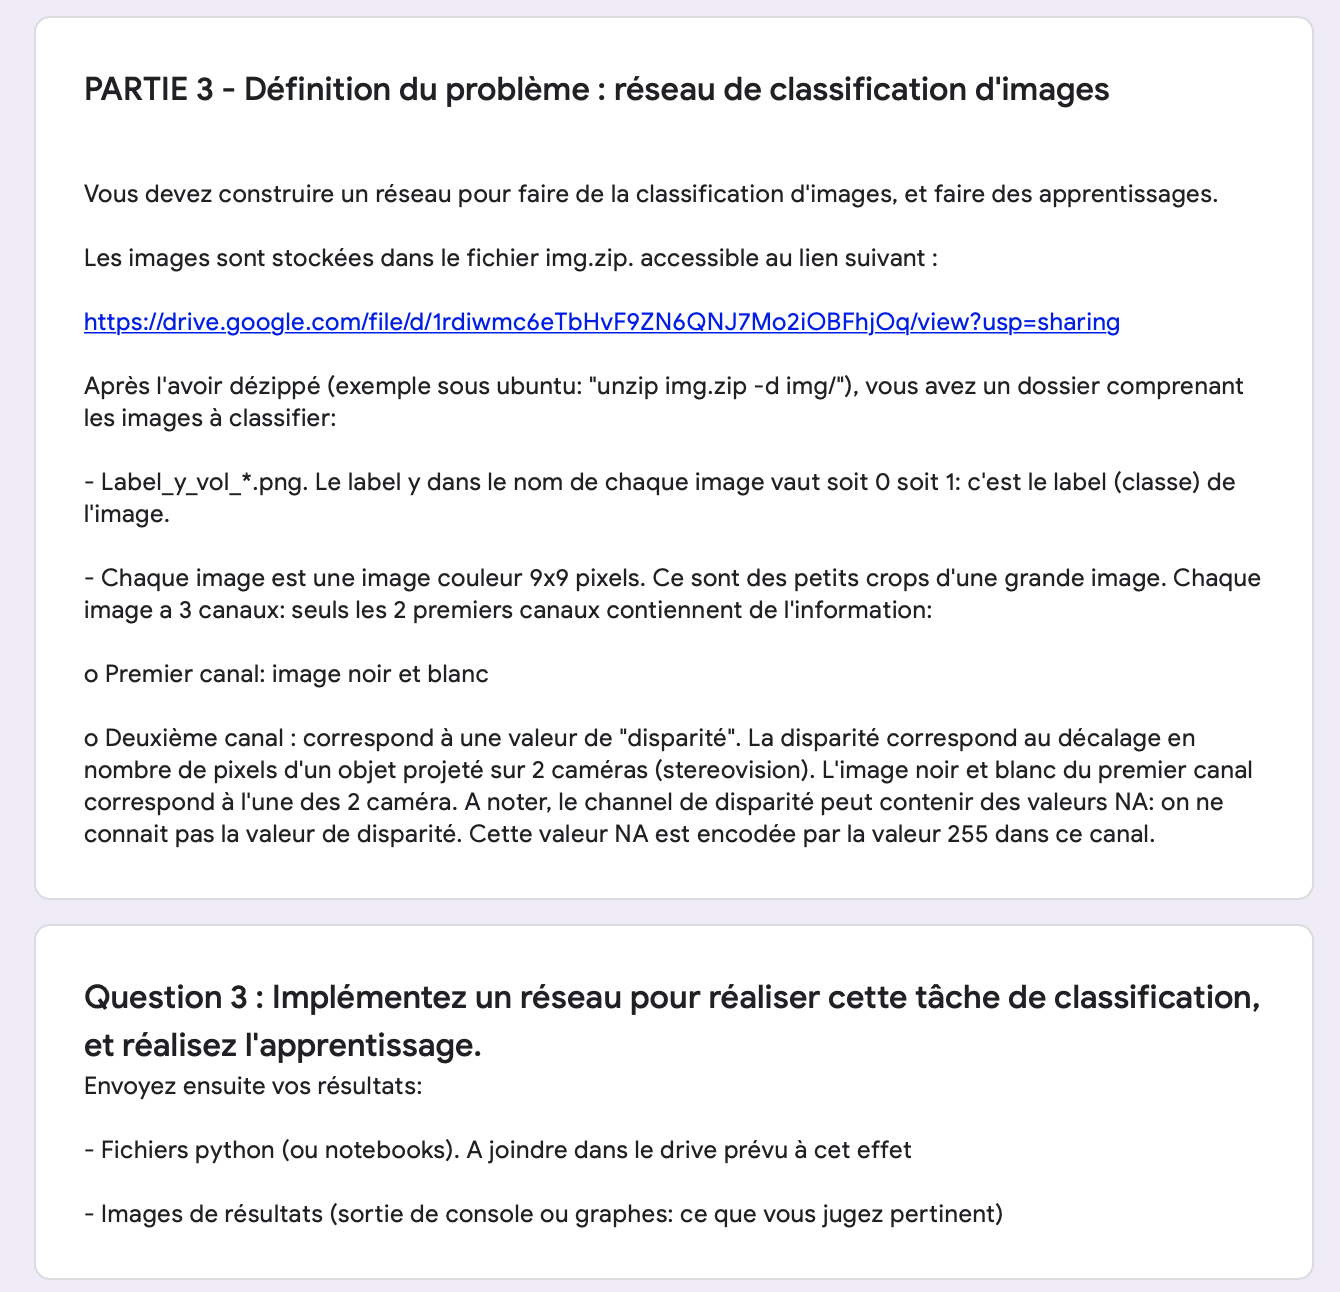 PARTIE 3 - Définition du problème : réseau de classification d'images
Vous devez construire un réseau pour faire de la classification d'images, et faire des apprentissages.
Les images sont stockées dans le fichier img.zip. accessible au lien suivant :
https://drive.google.com/file/d/1rdiwmc6eTbHvF9ZN6QNJ7Mo2iOBFhjOq/view?usp=sharing
Après l'avoir dézippé (exemple sous ubuntu: "unzip img.zip -d img/"), vous avez un dossier comprenant
les images à classifier:
- Label_y_vol_*.png. Le label y dans le nom de chaque image vaut soit 0 soit 1: c'est le label (classe) de
l'image.
- Chaque image est une image couleur 9x9 pixels. Ce sont des petits crops d'une grande image. Chaque
image a 3 canaux: seuls les 2 premiers canaux contiennent de l'information:
o Premier canal: image noir et blanc
o Deuxième canal : correspond à une valeur de "disparité". La disparité correspond au décalage en
nombre de pixels d'un objet projeté sur 2 caméras (stereovision). L'image noir et blanc du premier canal
correspond à l'une des 2 caméra. A noter, le channel de disparité peut contenir des valeurs NA: on ne
connait pas la valeur de disparité. Cette valeur NA est encodée par la valeur 255 dans ce canal.
Question 3 : Implémentez un réseau pour réaliser cette tâche de classification,
et réalisez l'apprentissage.
Envoyez ensuite vos résultats:
- Fichiers python (ou notebooks). A joindre dans le drive prévu à cet effet
- Images de résultats (sortie de console ou graphes: ce que vous jugez pertinent)